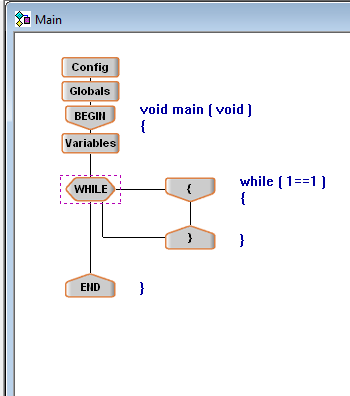 Main
Config
Globals
BEGIN
void main ( void )
{
Variables
WHILE
{
while ( 1==1 )
{
}
}
END
}